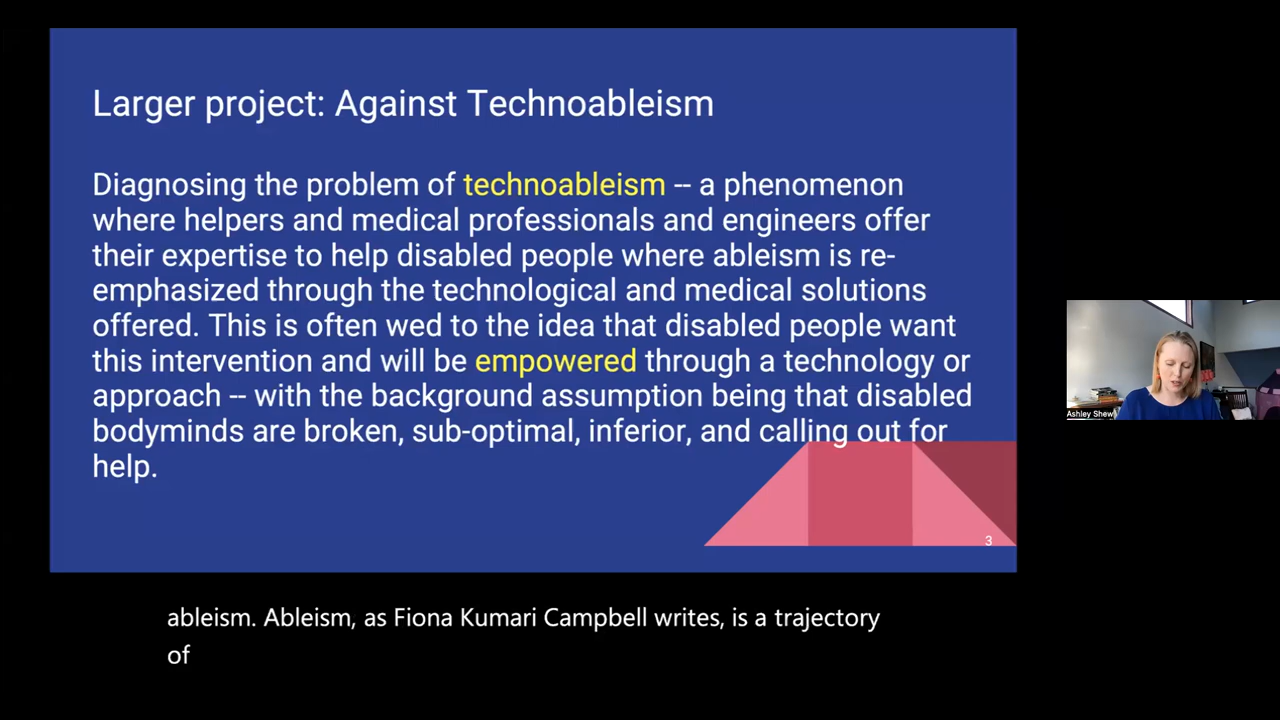 Larger project: Against Technoableism
Diagnosing the problem of technoableism -- a phenomenon
where helpers and medical professionals and engineers offer
their expertise to help disabled people where ableism is re-
emphasized through the technological and medical solutions
offered. This is often wed to the idea that disabled people want
this intervention and will be empowered through a technology or
approach -- with the background assumption being that disabled
bodyminds are broken, sub-optimal, inferior, and calling out for
help.
3
Ashley Shew
ableism. Ableism, as Fiona Kumari Campbell writes, is a trajectory
of